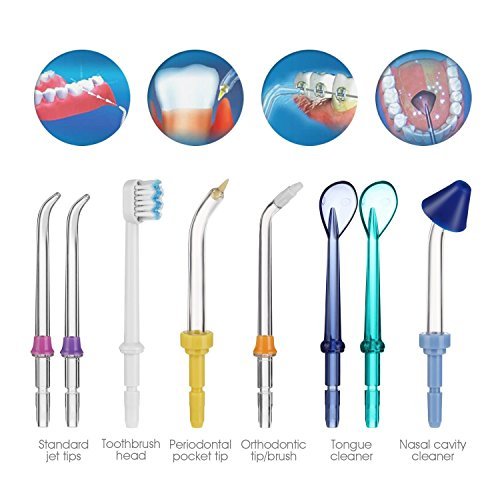 Standard
jet tips
Toothbrush
head
Periodontal
pocket tip
Orthodontic
tip/brush
Tongue
cleaner
Nasal cavity
cleaner